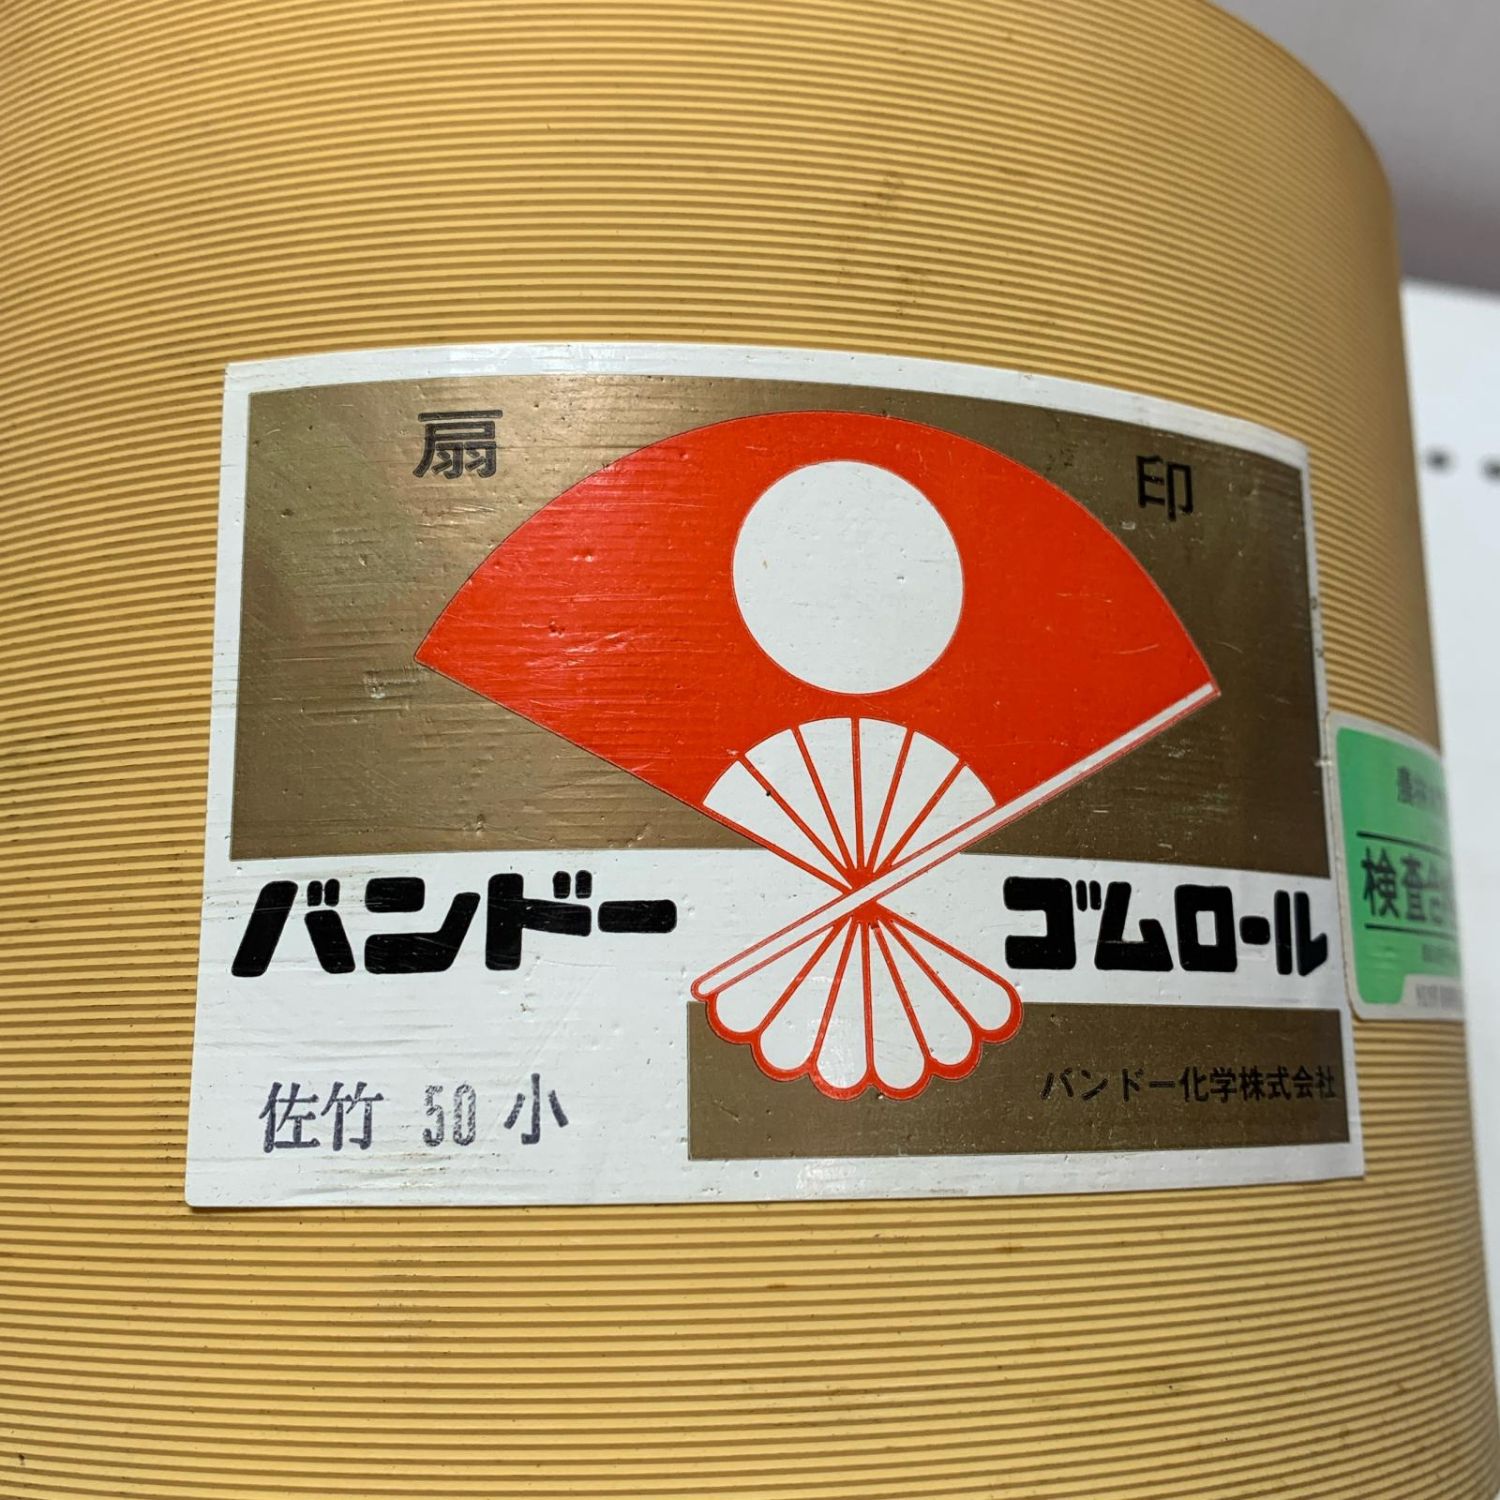 扇 印
バンドー ゴムロール
佐竹 50 小
バンドー化学株式会社
検査合